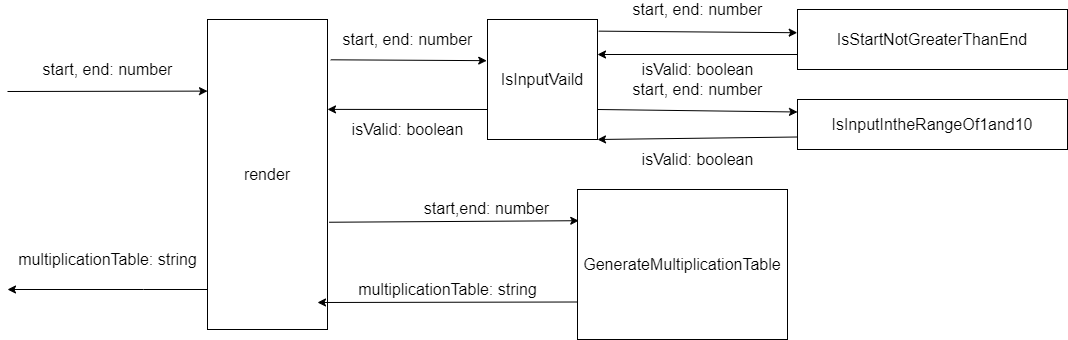 start, end: number
IsStartNotGreaterThanEnd
start, end: number
isValid: boolean
start, end: number
IsInputVaild
start, end: number
IsInputIntheRangeOf1and10
isValid: boolean
isValid: boolean
render
start,end: number
multiplicationTable: string
GenerateMultiplicationTable
multiplicationTable: string